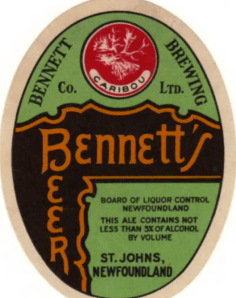 BENNETT BREWING
Co. LTD.
CARIBOU
Bennett's
BEER
BOARD OF LIQUOR CONTROL
NEWFOUNDLAND
THIS ALE CONTAINS NOT
LESS THAN 3% OF ALCOHOL
BY VOLUME
ST. JOHNS,
NEWFOUNDLAND